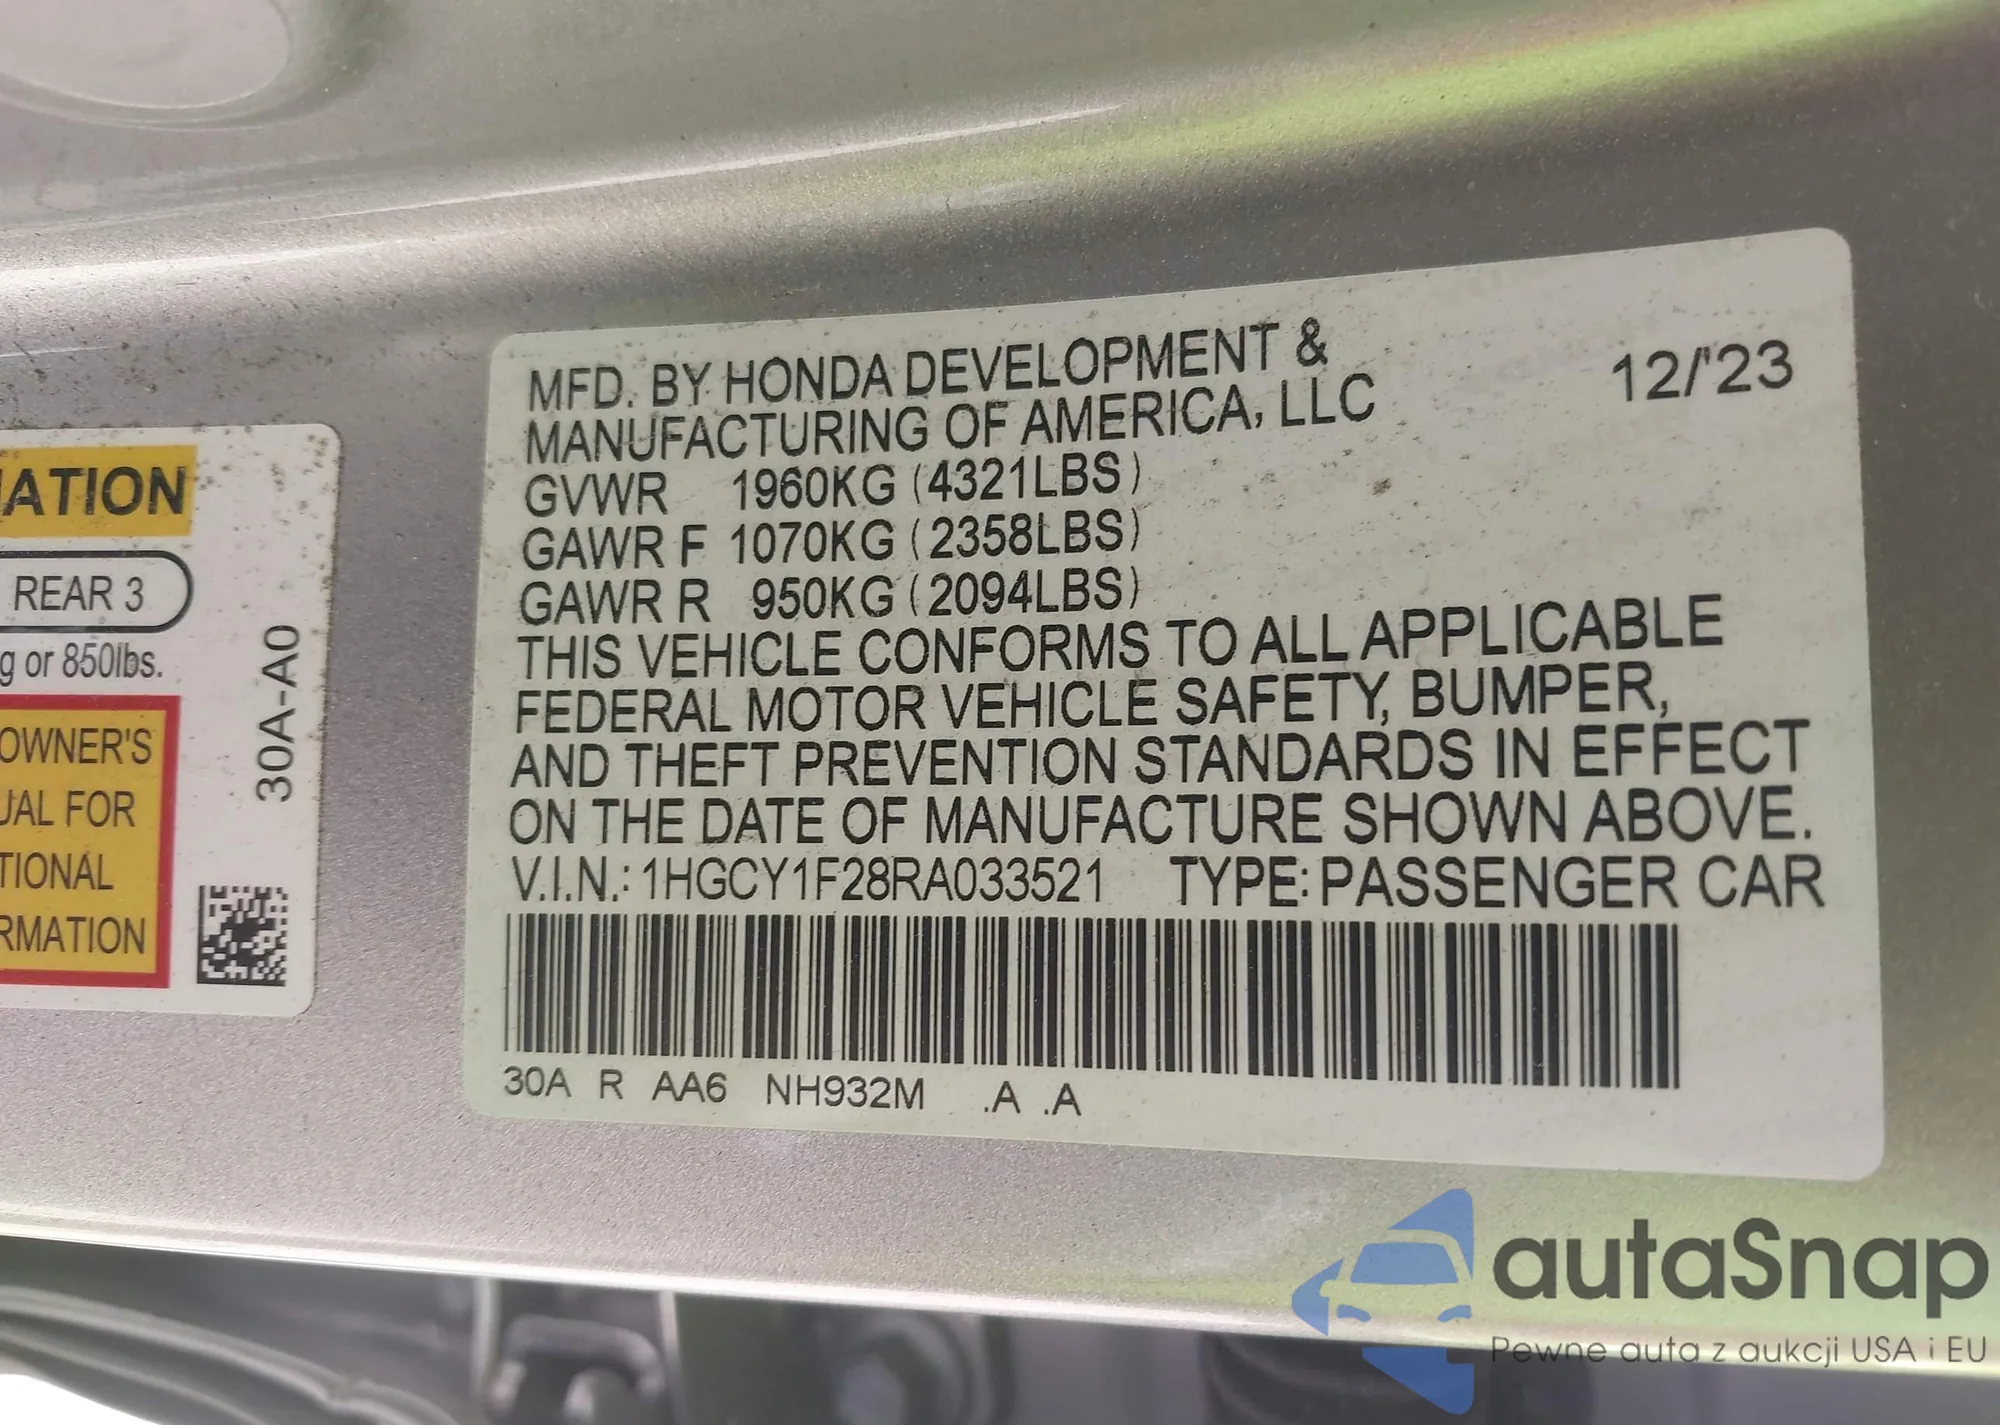 ATION
REAR 3
g or 850lbs.
OWNER'S
UAL FOR
TIONAL
RMATION
30A-A0
MFD. BY HONDA DEVELOPMENT &
MANUFACTURING OF AMERICA, LLC
12/'23
GVWR 1960KG (4321LBS)
GAWR F 1070KG (2358LBS)
GAWR R 950KG (2094LBS)
THIS VEHICLE CONFORMS TO ALL APPLICABLE
FEDERAL MOTOR VEHICLE SAFETY, BUMPER,
AND THEFT PREVENTION STANDARDS IN EFFECT
ON THE DATE OF MANUFACTURE SHOWN ABOVE.
V.I.N.: 1HGCY1F28RA033521 TYPE: PASSENGER CAR
30A R AA6 NH932M .A .A
autaSnap
Pewne auta z aukcji USA i EU